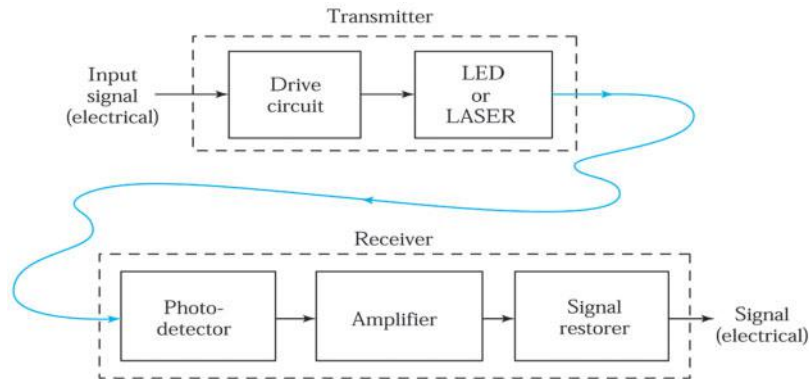 Transmitter
Input
signal
(electrical)
Drive
circuit
LED
or
LASER
Receiver
Photo-
detector
Amplifier
Signal
restorer
Signal
(electrical)